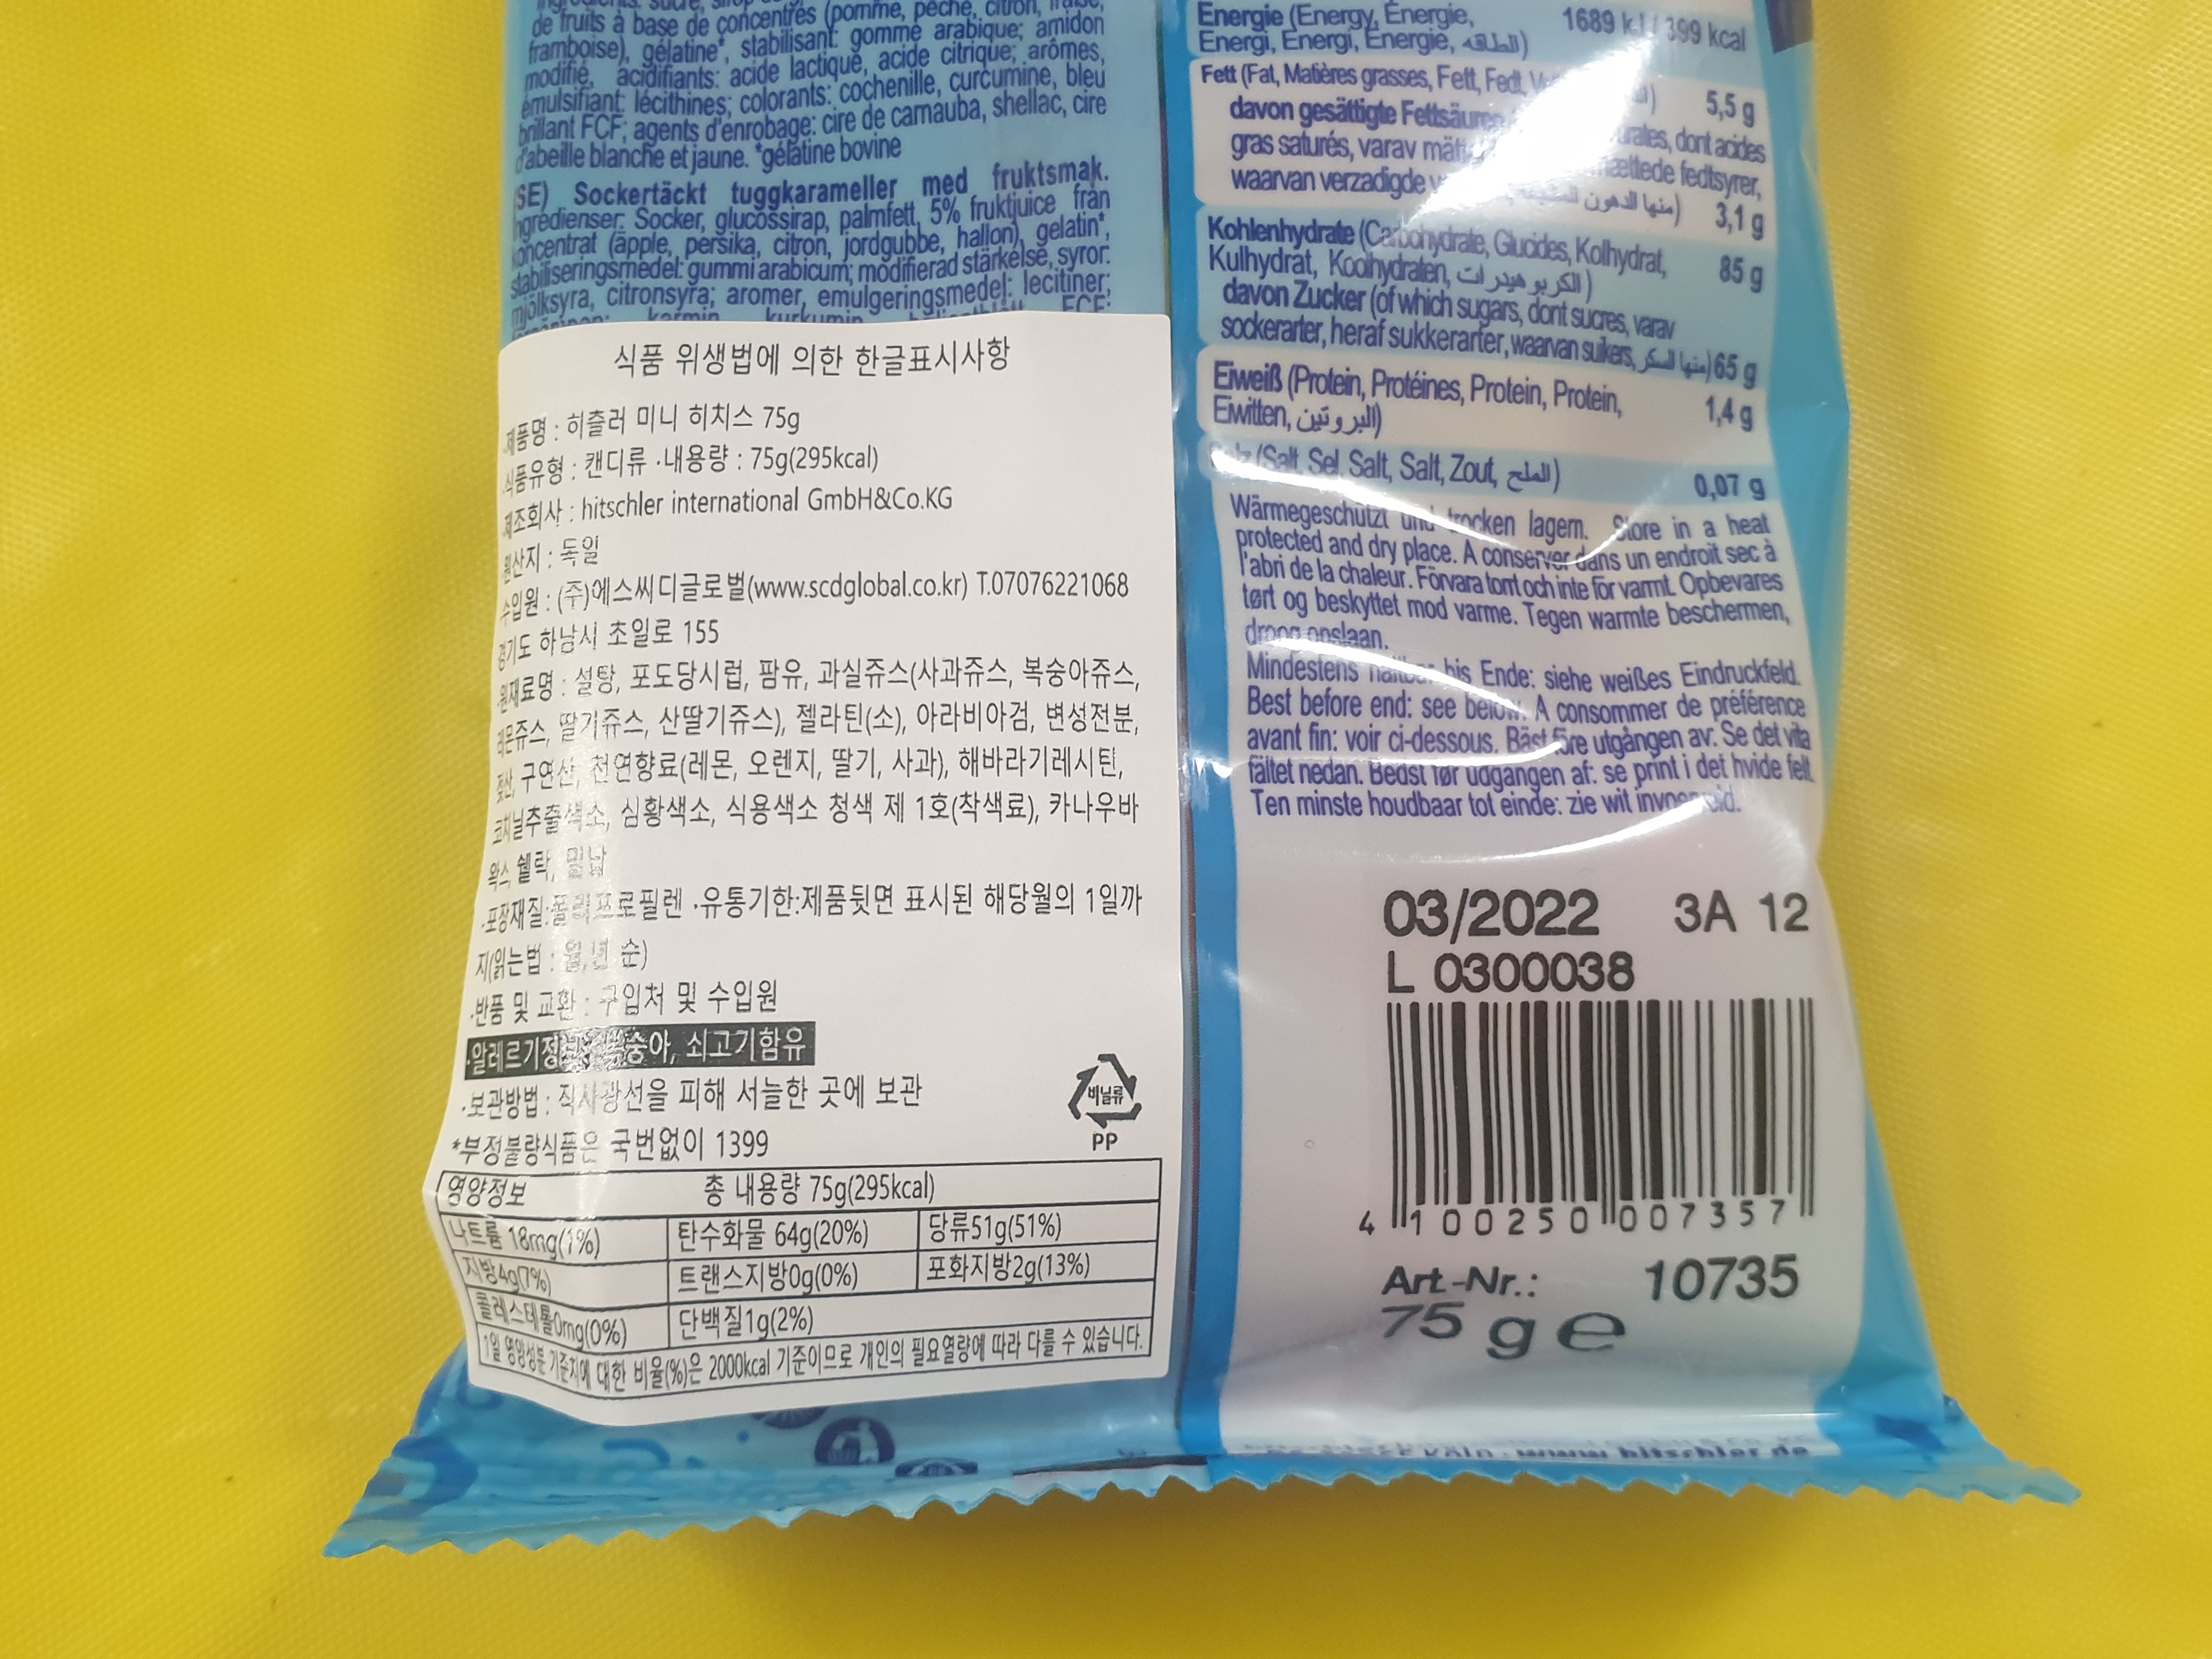 de fruits à base de concentrés (pomme, pêche, citron, fraise,
framboise), gélatine*, stabilisant: gomme arabique; amidon
modifié, acidifiants: acide lactique, acide citrique; arômes,
émulsifiant: lécithines; colorants: cochenille, curcumine, bleu
brillant FCF; agents d'enrobage: cire de carnauba, shellac, cire
d'abeille blanche et jaune. *gélatine bovine
(SE) Sockertäckt tuggkarameller med fruktsmak.
Ingredienser: Socker, glucossirap, palmfett, 5% fruktjuice från
koncentrat (äpple, persika, citron, jordgubbe, hallon), gelatin*,
stabiliseringsmedel: gummi arabicum; modifierad stärkelse, syror:
mjölksyra, citronsyra; aromer, emulgeringsmedel: lecitiner;
karmin kurkumin FCF:
식품 위생법에 의한 한글표시사항
·제품명 : 히츨러 미니 히치스 75g
·식품유형 : 캔디류 ·내용량 : 75g(295kcal)
·제조회사 : hitschler international GmbH&Co.KG
·원산지 : 독일
·수입원 : (주)에스씨디글로벌(www.scdglobal.co.kr) T.07076221068
경기도 하남시 초일로 155
·원재료명 : 설탕, 포도당시럽, 팜유, 과실쥬스(사과쥬스, 복숭아쥬스,
레몬쥬스, 딸기쥬스, 산딸기쥬스), 젤라틴(소), 아라비아검, 변성전분,
젖산, 구연산, 천연향료(레몬, 오렌지, 딸기, 사과), 해바라기레시틴,
코치닐추출색소, 심황색소, 식용색소 청색 제 1호(착색료), 카나우바
왁스, 쉘락, 밀납
·포장재질:폴리프로필렌 ·유통기한:제품뒷면 표시된 해당월의 1일까
지(읽는법 : 월,년 순)
·반품 및 교환 : 구입처 및 수입원
·알레르기정보: 복숭아, 쇠고기함유
·보관방법 : 직사광선을 피해 서늘한 곳에 보관
*부정불량식품은 국번없이 1399
비닐류
PP
영양정보 총 내용량 75g(295kcal)
나트륨 18mg(1%) 탄수화물 64g(20%) 당류51g(51%)
지방4g(7%) 트랜스지방0g(0%) 포화지방2g(13%)
콜레스테롤0mg(0%) 단백질1g(2%)
1일 영양성분 기준치에 대한 비율(%)은 2000kcal 기준이므로 개인의 필요열량에 따라 다를 수 있습니다.
Energie (Energy, Énergie, 1689 kJ/ 399 kcal
Energi, Energi, Energie, الطاقة)
Fett (Fat, Matières grasses, Fett, Fedt, 5,5 g
davon gesättigte Fettsäuren dont acides
gras saturés, varav fedtsyrer,
waarvan verzadigde منها الدهون) 3,1 g
Kohlenhydrate (Carbohydrate, Glucides, Kolhydrat, 85 g
Kulhydrat, Koolhydraten, الكربوهيدرات)
davon Zucker (of which sugars, dont sucres, varav
sockerarter, heraf sukkerarter, waarvan suikers, منها السكر) 65 g
Eiweiß (Protein, Protéines, Protein, Protein, 1,4 g
Eiwitten, البروتين)
Salz (Salt, Sel, Salt, Salt, Zout, الملح) 0,07 g
Wärmegeschützt und trocken lagern. Store in a heat
protected and dry place. A conserver dans un endroit sec à
l'abri de la chaleur. Förvara torrt och inte för varmt. Opbevares
tørt og beskyttet mod varme. Tegen warmte beschermen,
droog opslaan.
Mindestens haltbar bis Ende: siehe weißes Eindruckfeld.
Best before end: see below. A consommer de préférence
avant fin: voir ci-dessous. Bäst före utgången av: Se det vita
fältet nedan. Bedst før udgangen af: se print i det hvide felt.
Ten minste houdbaar tot einde: zie wit invoerveld.
03/2022 3A 12
L 0300038
4 100250 007357
Art.-Nr.: 10735
75 g e
Köln · www.hitschler.de